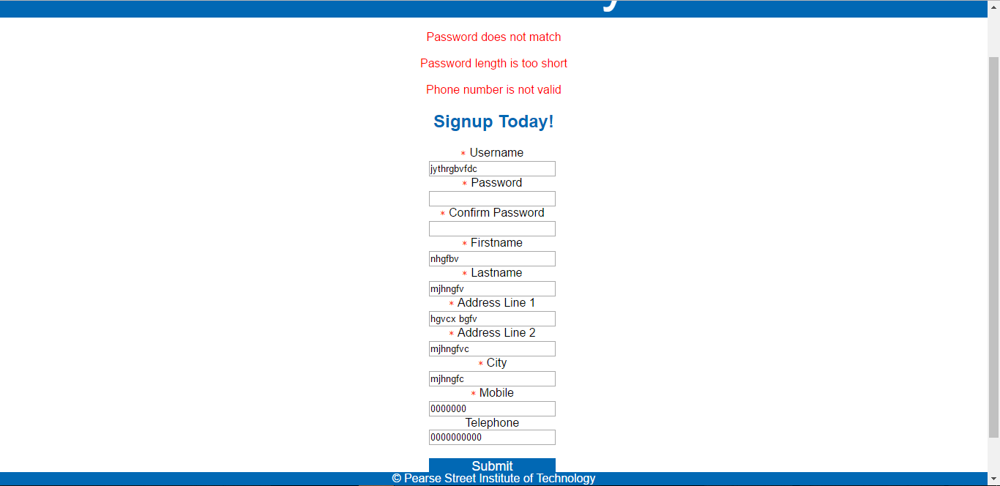 Password does not match
Password length is too short
Phone number is not valid
Signup Today!
* Username
jythrgbvfdc
* Password
* Confirm Password
* Firstname
nhgfbv
* Lastname
mjhngfv
* Address Line 1
hgvcx bgfv
* Address Line 2
mjhngfvc
* City
mjhngfc
* Mobile
0000000
Telephone
0000000000
Submit
© Pearse Street Institute of Technology